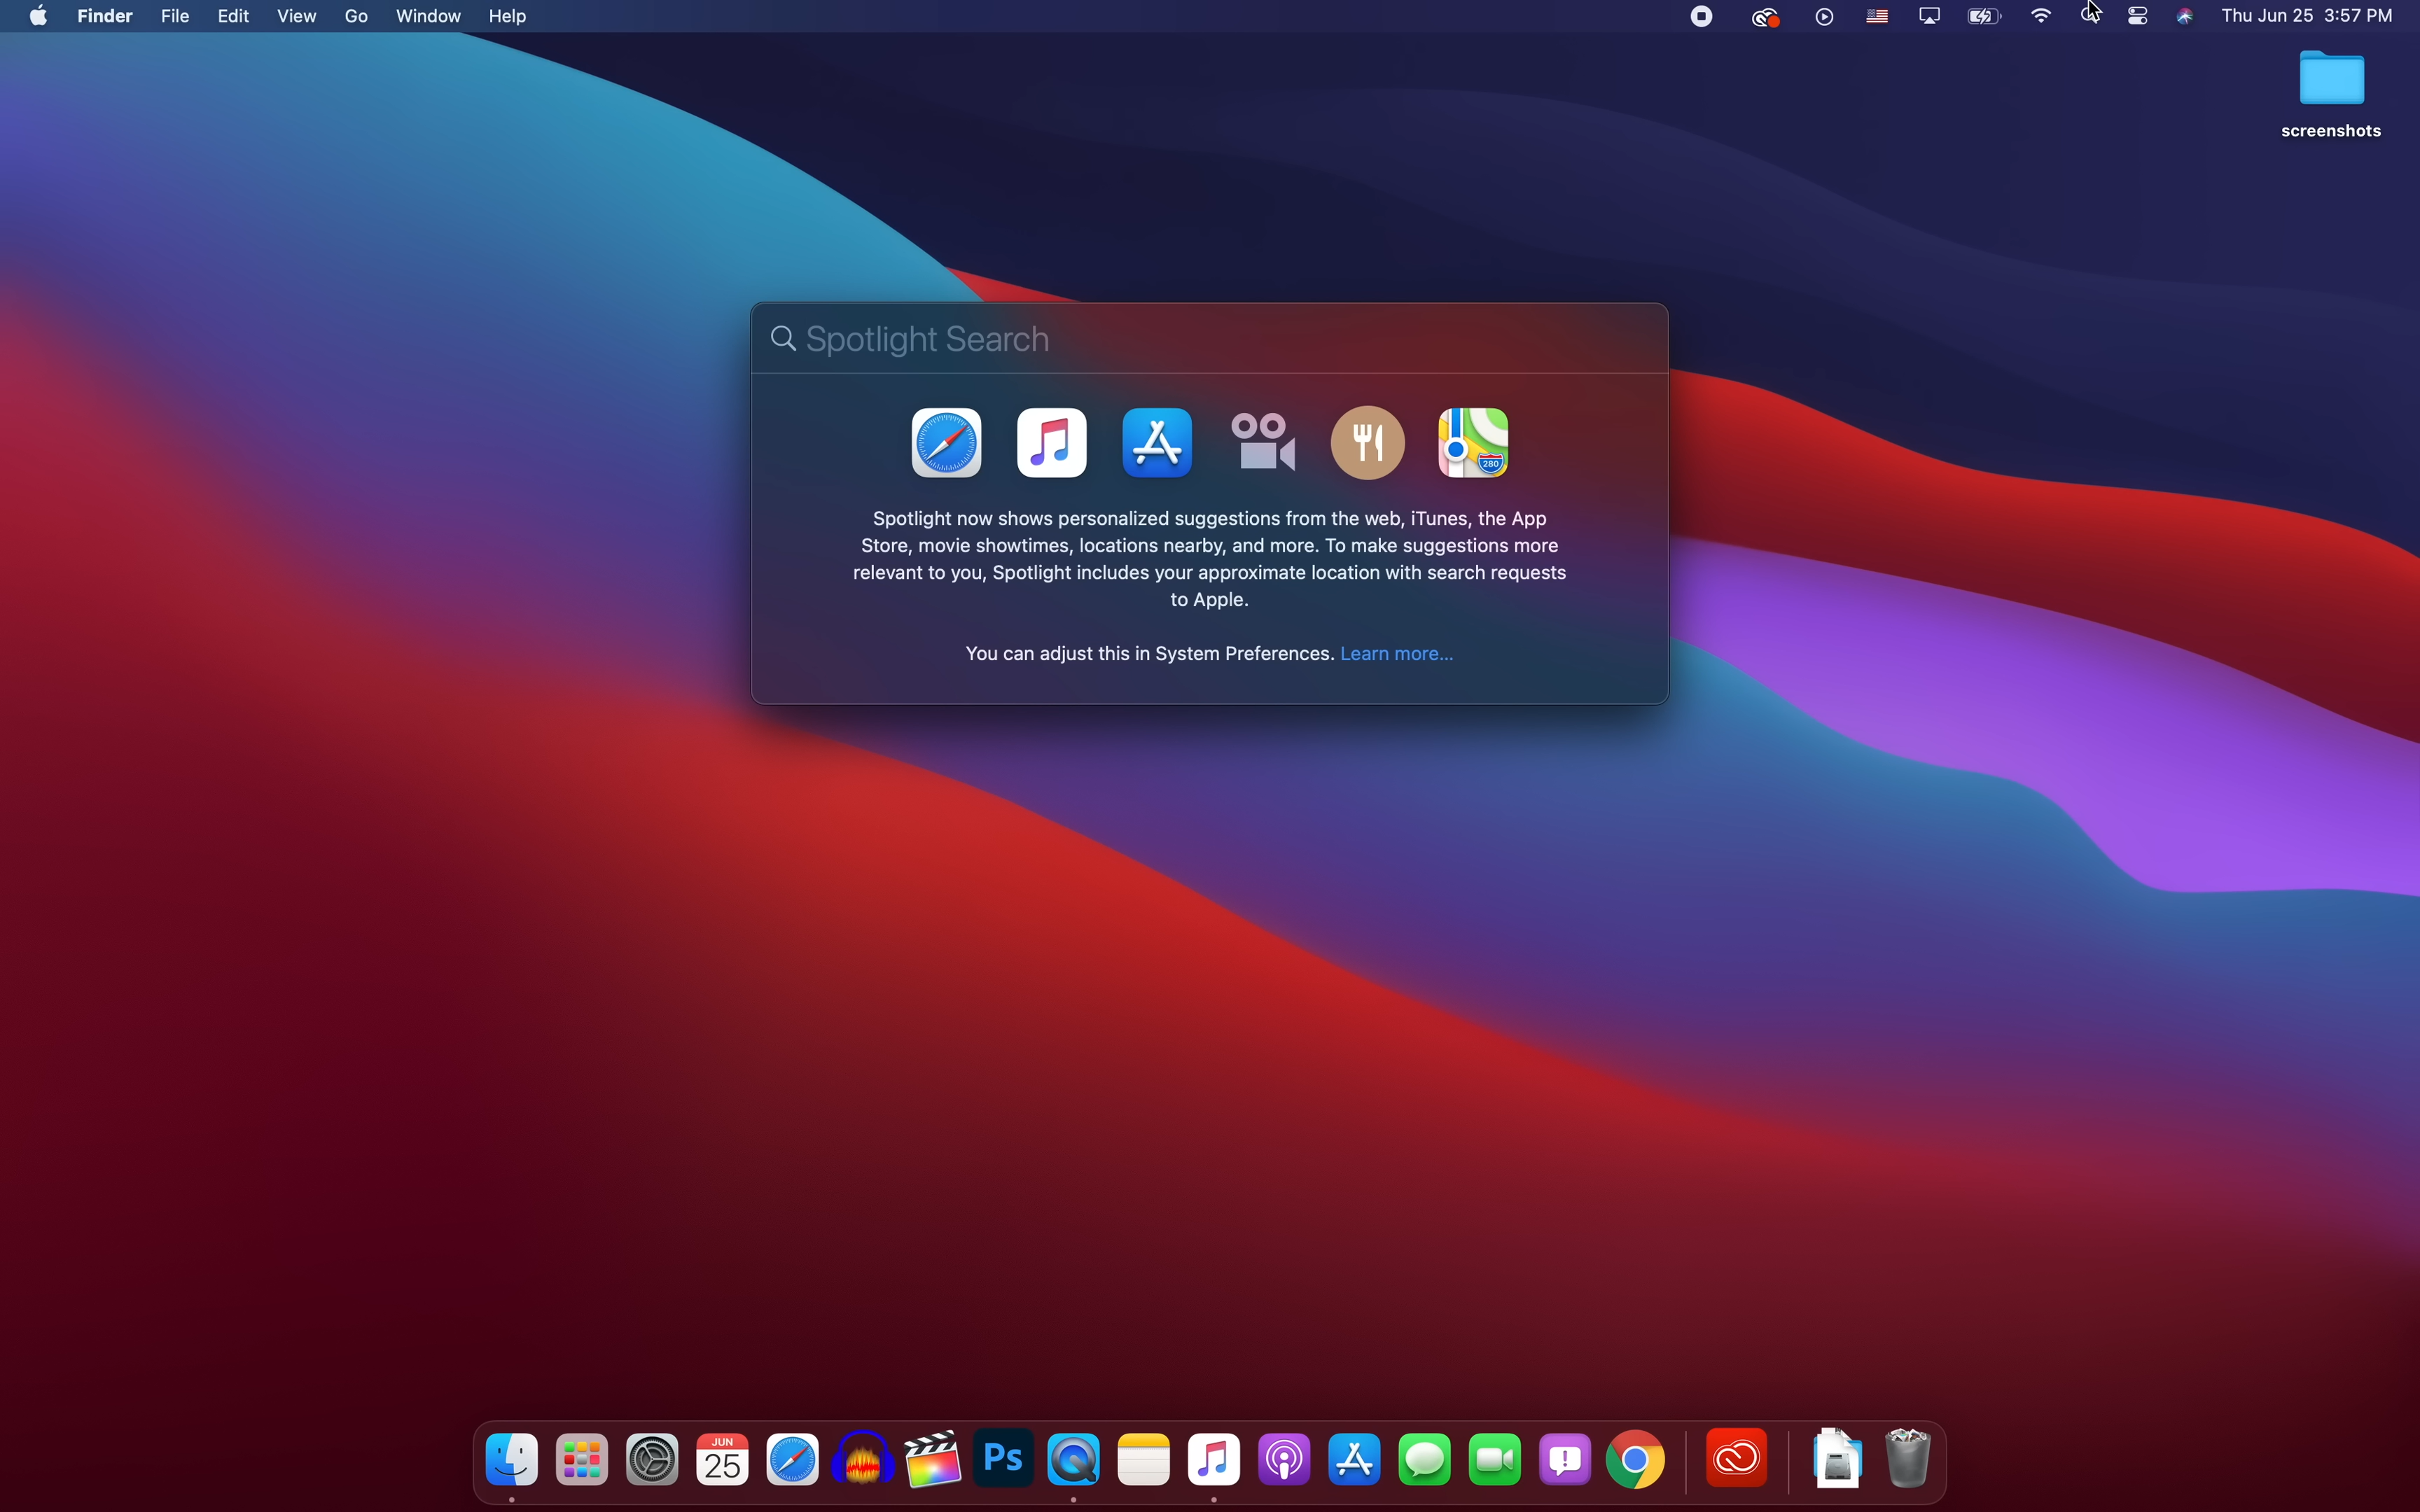 Finder File Edit View Go Window Help Thu Jun 25 3:57 PM
screenshots
Spotlight Search
280
Spotlight now shows personalized suggestions from the web, iTunes, the App
Store, movie showtimes, locations nearby, and more. To make suggestions more
relevant to you, Spotlight includes your approximate location with search requests
to Apple.
You can adjust this in System Preferences. Learn more...
JUN
25
Ps